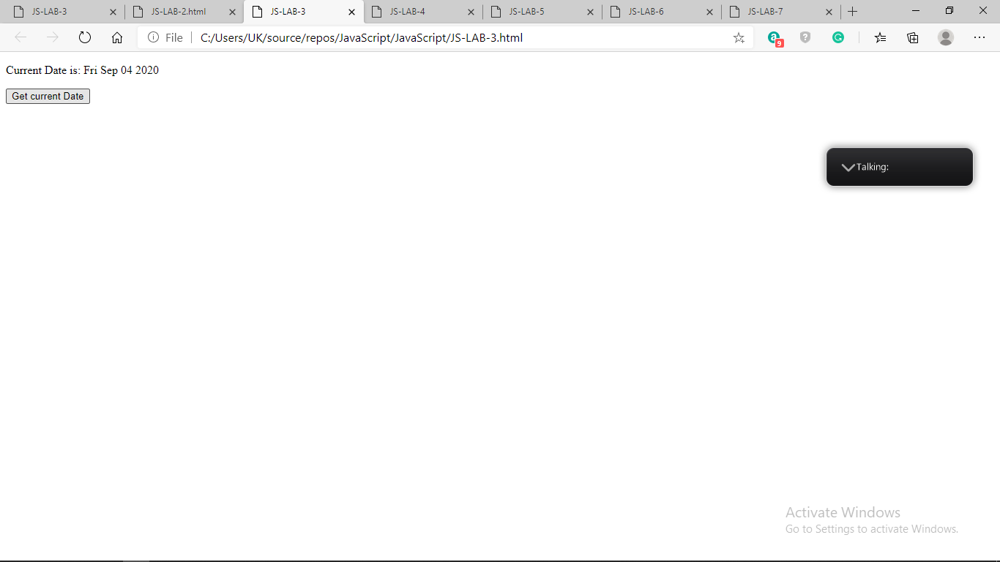 JS-LAB-3
JS-LAB-2.html
JS-LAB-3
JS-LAB-4
JS-LAB-5
JS-LAB-6
JS-LAB-7
File
C:/Users/UK/source/repos/JavaScript/JavaScript/JS-LAB-3.html
a
9
?
G
Current Date is: Fri Sep 04 2020
Get current Date
Talking:
Activate Windows
Go to Settings to activate Windows.